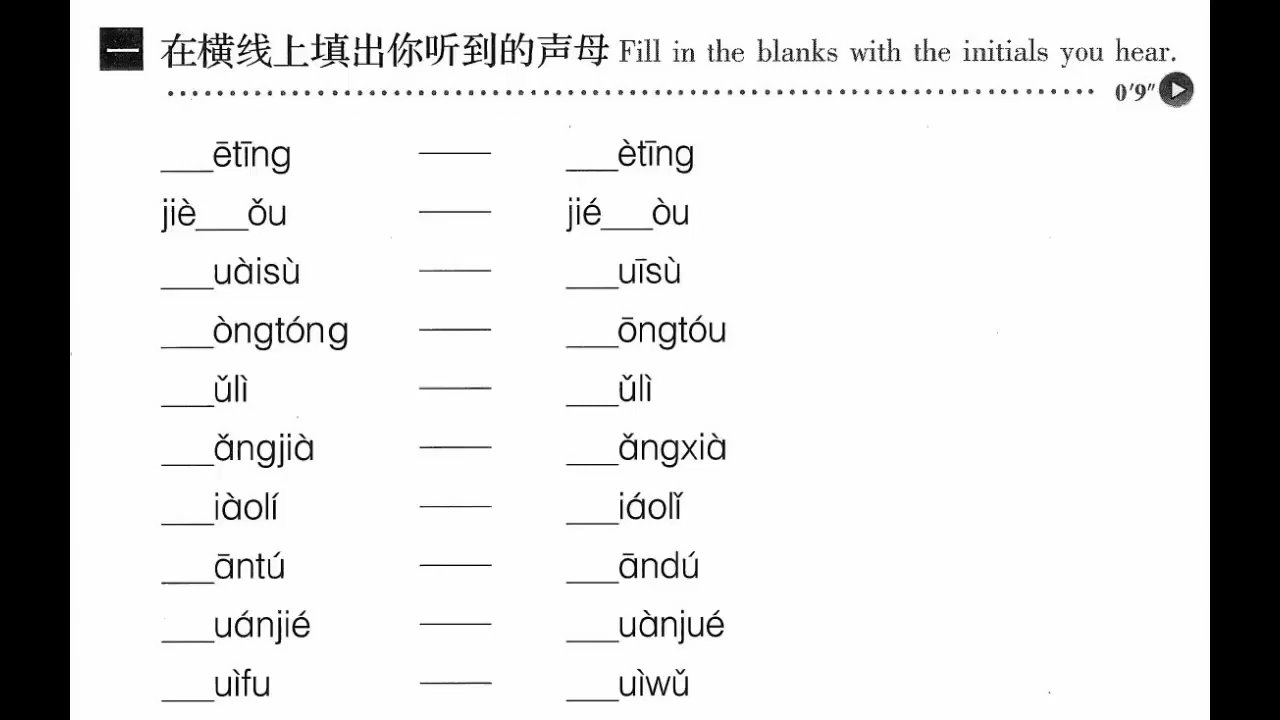 一 在横线上填出你听到的声母 Fill in the blanks with the initials you hear.
0′9″
___ētīng —— ___ètīng
jiè___ǒu —— jié___òu
___uàisù —— ___uīsù
___òngtóng —— ___ōngtóu
___ǔlì —— ___ǔlì
___ǎngjià —— ___ǎngxià
___iàolí —— ___iáolǐ
___āntú —— ___āndú
___uánjié —— ___uànjué
___uìfu —— ___uìwǔ